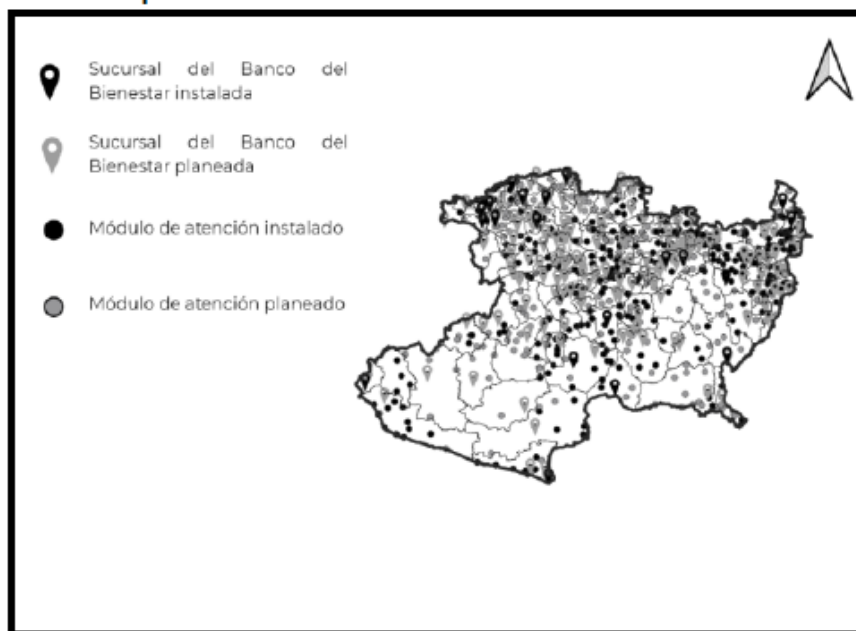 Sucursal del Banco del
Bienestar instalada
Sucursal del Banco del
Bienestar planeada
Módulo de atención instalado
Módulo de atención planeado